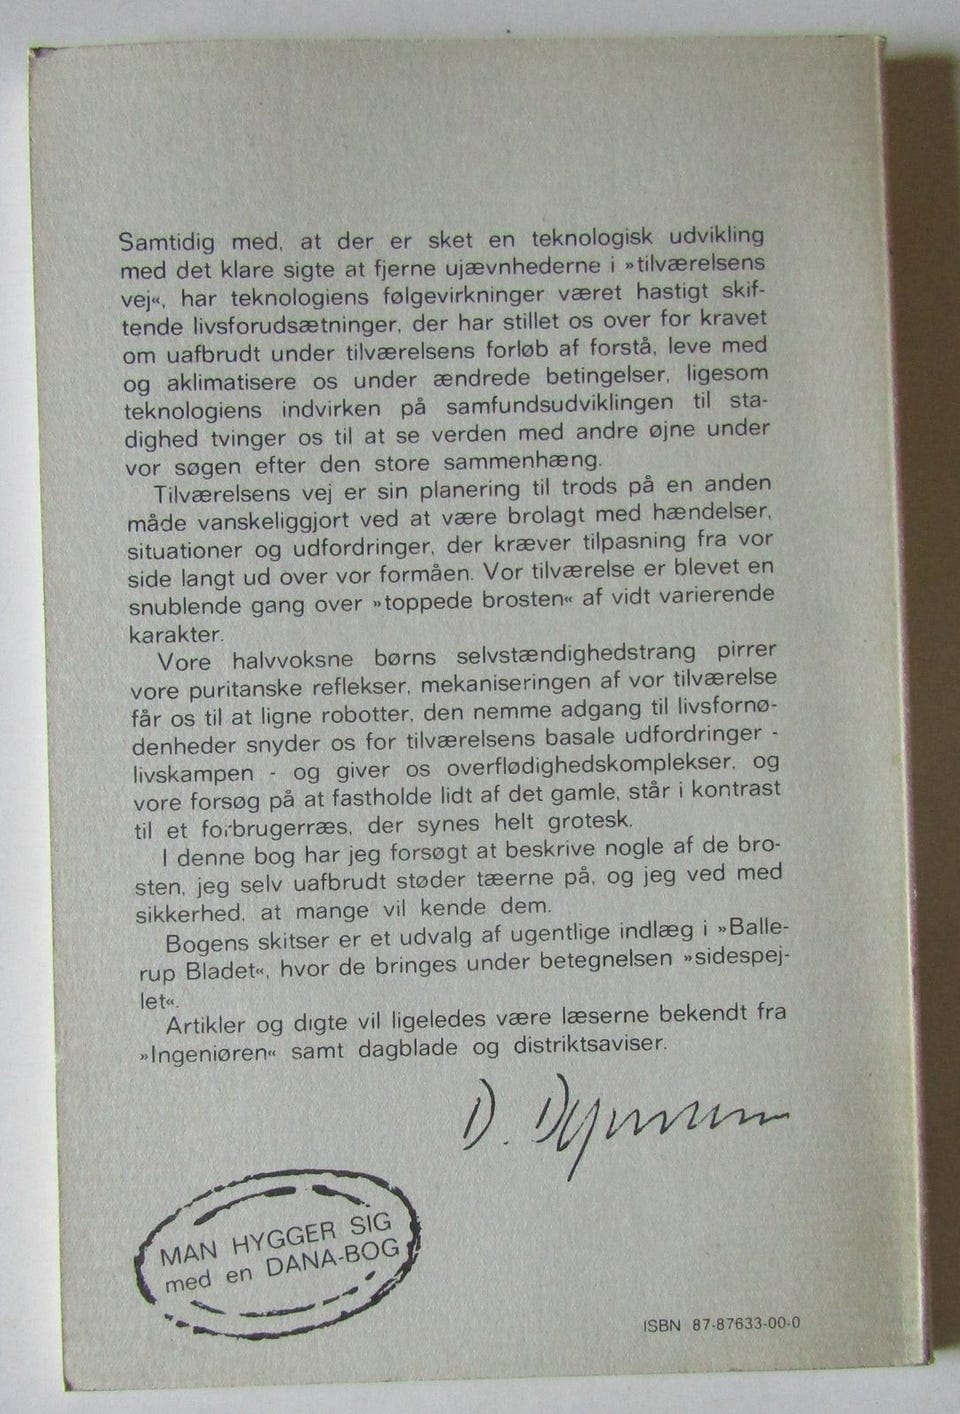 Samtidig med, at der er sket en teknologisk udvikling
med det klare sigte at fjerne ujævnhederne i »tilværelsens
vej«, har teknologiens følgevirkninger været hastigt skif-
tende livsforudsætninger, der har stillet os over for kravet
om uafbrudt under tilværelsens forløb af forstå, leve med
og aklimatisere os under ændrede betingelser, ligesom
teknologiens indvirken på samfundsudviklingen til sta-
dighed tvinger os til at se verden med andre øjne under
vor søgen efter den store sammenhæng.
Tilværelsens vej er sin planering til trods på en anden
måde vanskeliggjort ved at være brolagt med hændelser,
situationer og udfordringer, der kræver tilpasning fra vor
side langt ud over vor formåen. Vor tilværelse er blevet en
snublende gang over »toppede brosten« af vidt varierende
karakter.
Vore halvvoksne børns selvstændighedstrang pirrer
vore puritanske reflekser, mekaniseringen af vor tilværelse
får os til at ligne robotter, den nemme adgang til livsfornø-
denheder snyder os for tilværelsens basale udfordringer -
livskampen - og giver os overflødighedskomplekser, og
vore forsøg på at fastholde lidt af det gamle, står i kontrast
til et forbrugerræs, der synes helt grotesk.
I denne bog har jeg forsøgt at beskrive nogle af de bro-
sten, jeg selv uafbrudt støder tæerne på, og jeg ved med
sikkerhed, at mange vil kende dem.
Bogens skitser er et udvalg af ugentlige indlæg i »Balle-
rup Bladet«, hvor de bringes under betegnelsen »sidespej-
let«.
Artikler og digte vil ligeledes være læserne bekendt fra
»Ingeniøren« samt dagblade og distriktsaviser.
D.
MAN HYGGER SIG
med en DANA-BOG
ISBN 87-87633-00-0